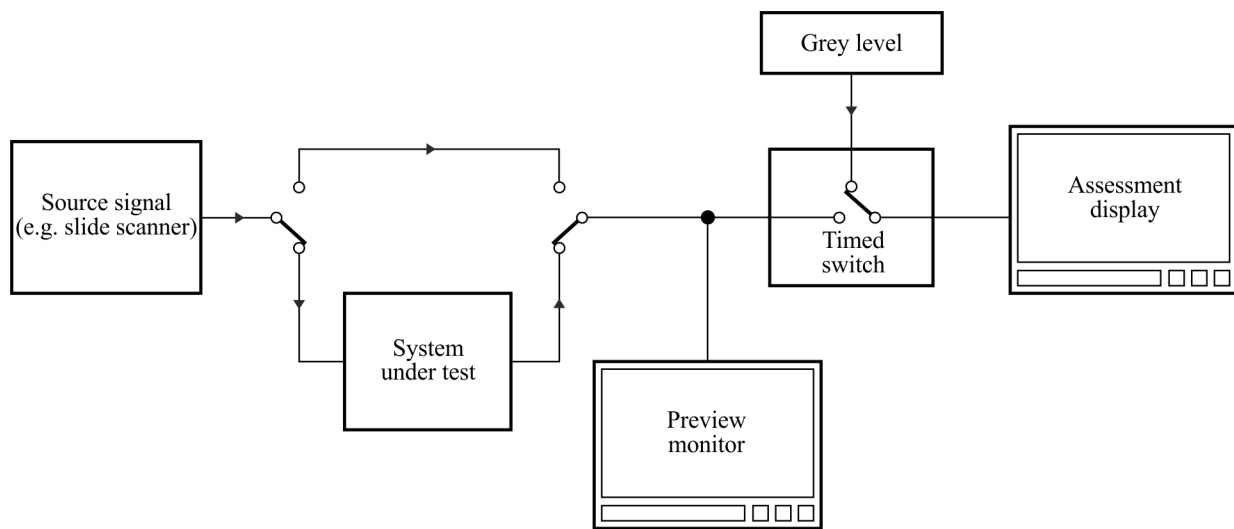 Grey level
Source signal
(e.g. slide scanner)
Assessment
display
Timed
switch
System
under test
Preview
monitor